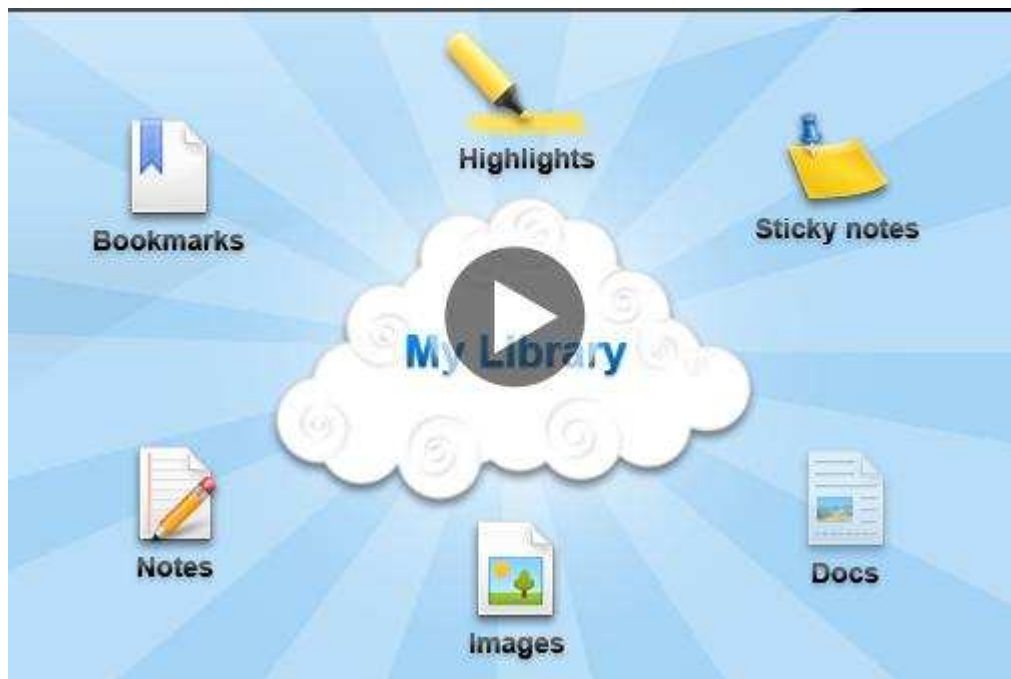 Highlights
Bookmarks
Sticky notes
My Library
Notes
Docs
Images